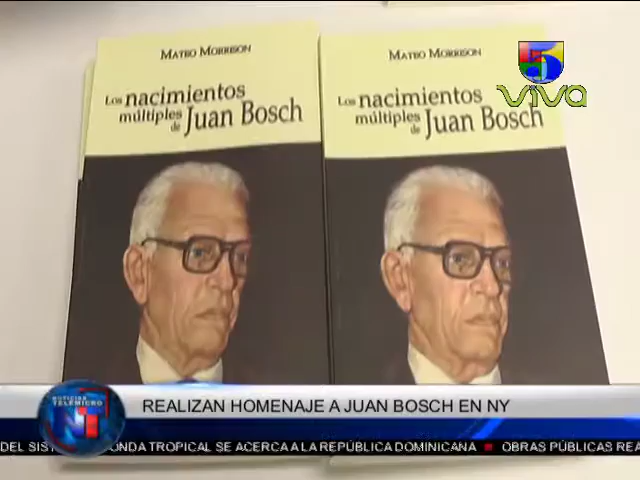 MATEO MORRISON
Los nacimientos
múltiples
de Juan Bosch
MATEO MORRISON
Los nacimientos
múltiples
de Juan Bosch
5
VIVA
NOTICIAS
TELEMICRO
NT
REALIZAN HOMENAJE A JUAN BOSCH EN NY
DEL ONDA TROPICAL SE ACERCA A LA REPÚBLICA DOMINICANA ■ OBRAS PÚBLICAS